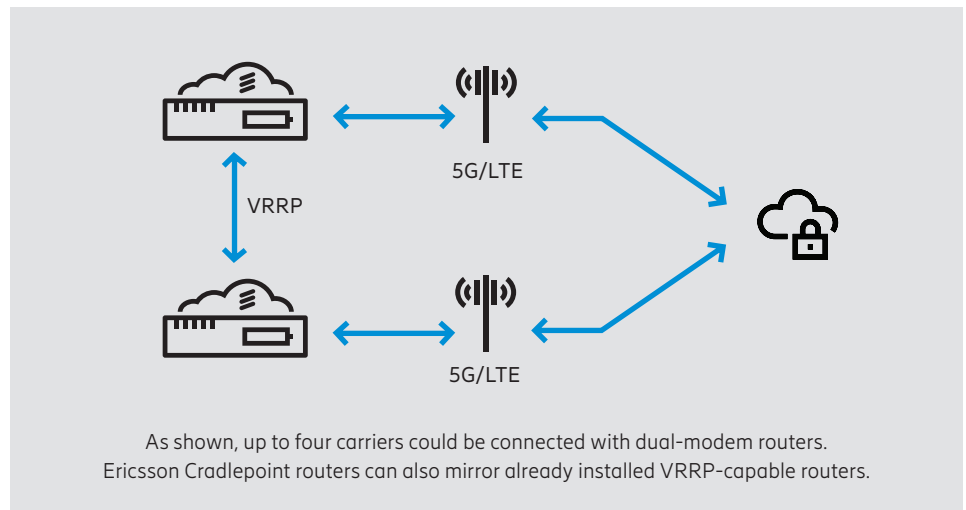 5G/LTE
VRRP
5G/LTE
As shown, up to four carriers could be connected with dual-modem routers.
Ericsson Cradlepoint routers can also mirror already installed VRRP-capable routers.